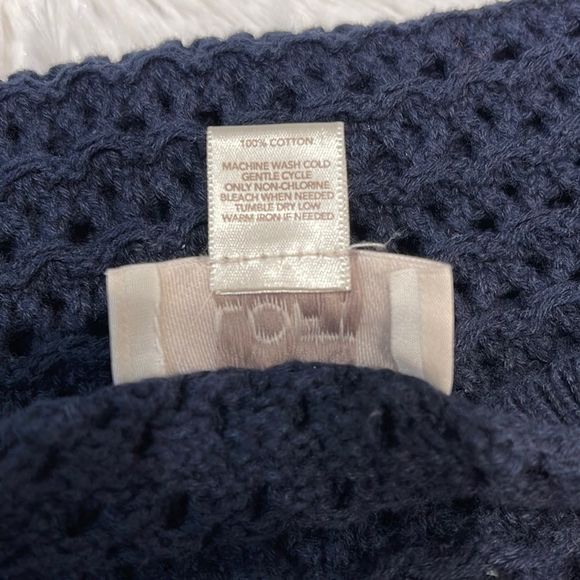 100% COTTON
MACHINE WASH COLD
GENTLE CYCLE
ONLY NON-CHLORINE
BLEACH WHEN NEEDED
TUMBLE DRY LOW
WARM IRON IF NEEDED